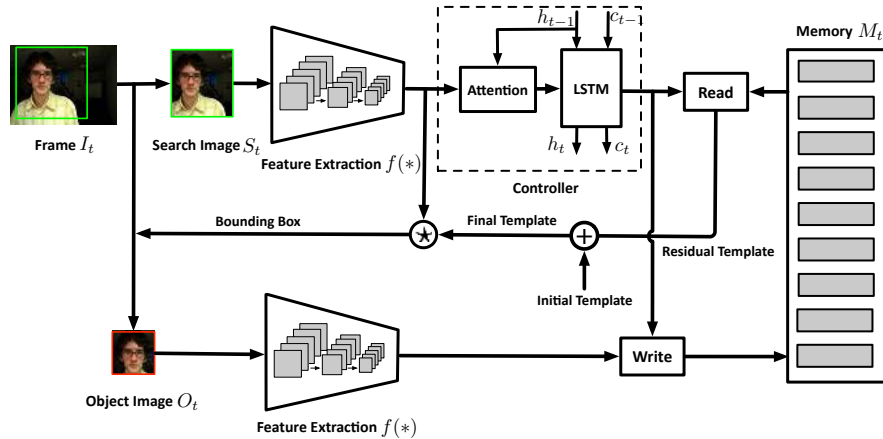 h_{t-1}
c_{t-1}
Memory M_t
Attention
LSTM
Read
Frame I_t
Search Image S_t
Feature Extraction f(*)
h_t
c_t
Controller
Bounding Box
Final Template
Residual Template
Initial Template
Write
Object Image O_t
Feature Extraction f(*)